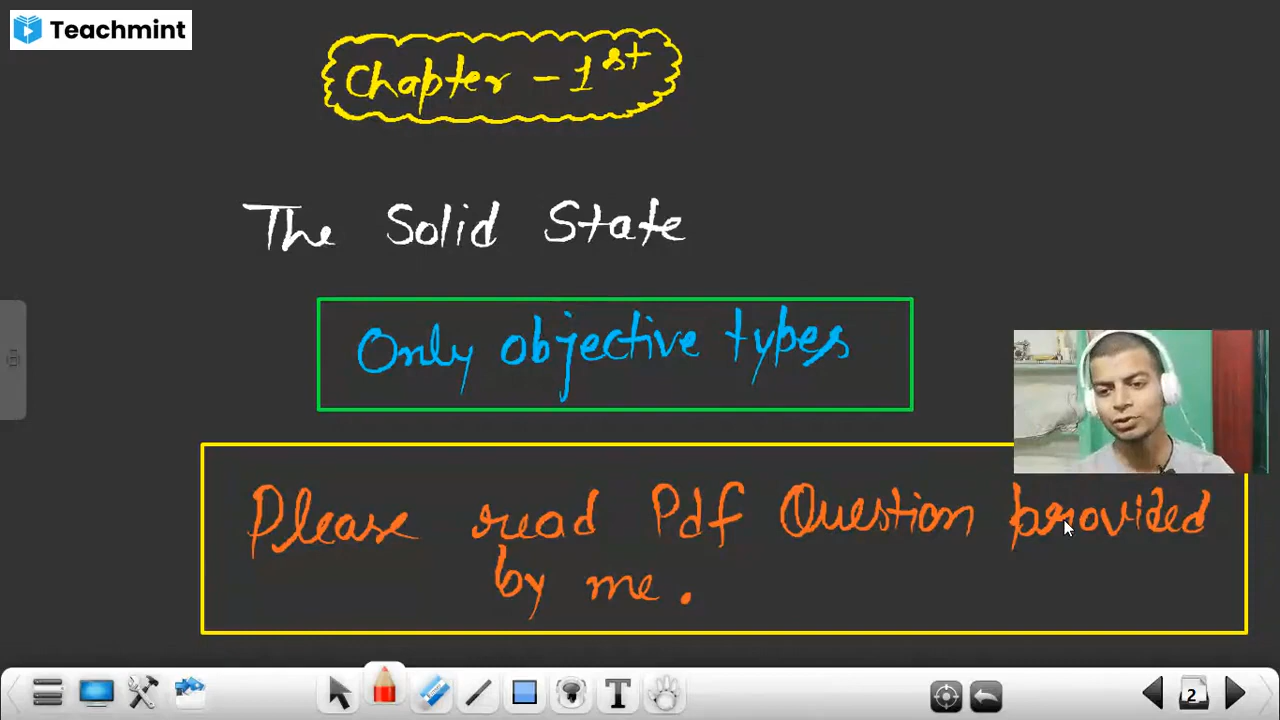 Teachmint
Chapter - 1st
The Solid State
Only objective types
Please read Pdf Question provided
by me.
T
2